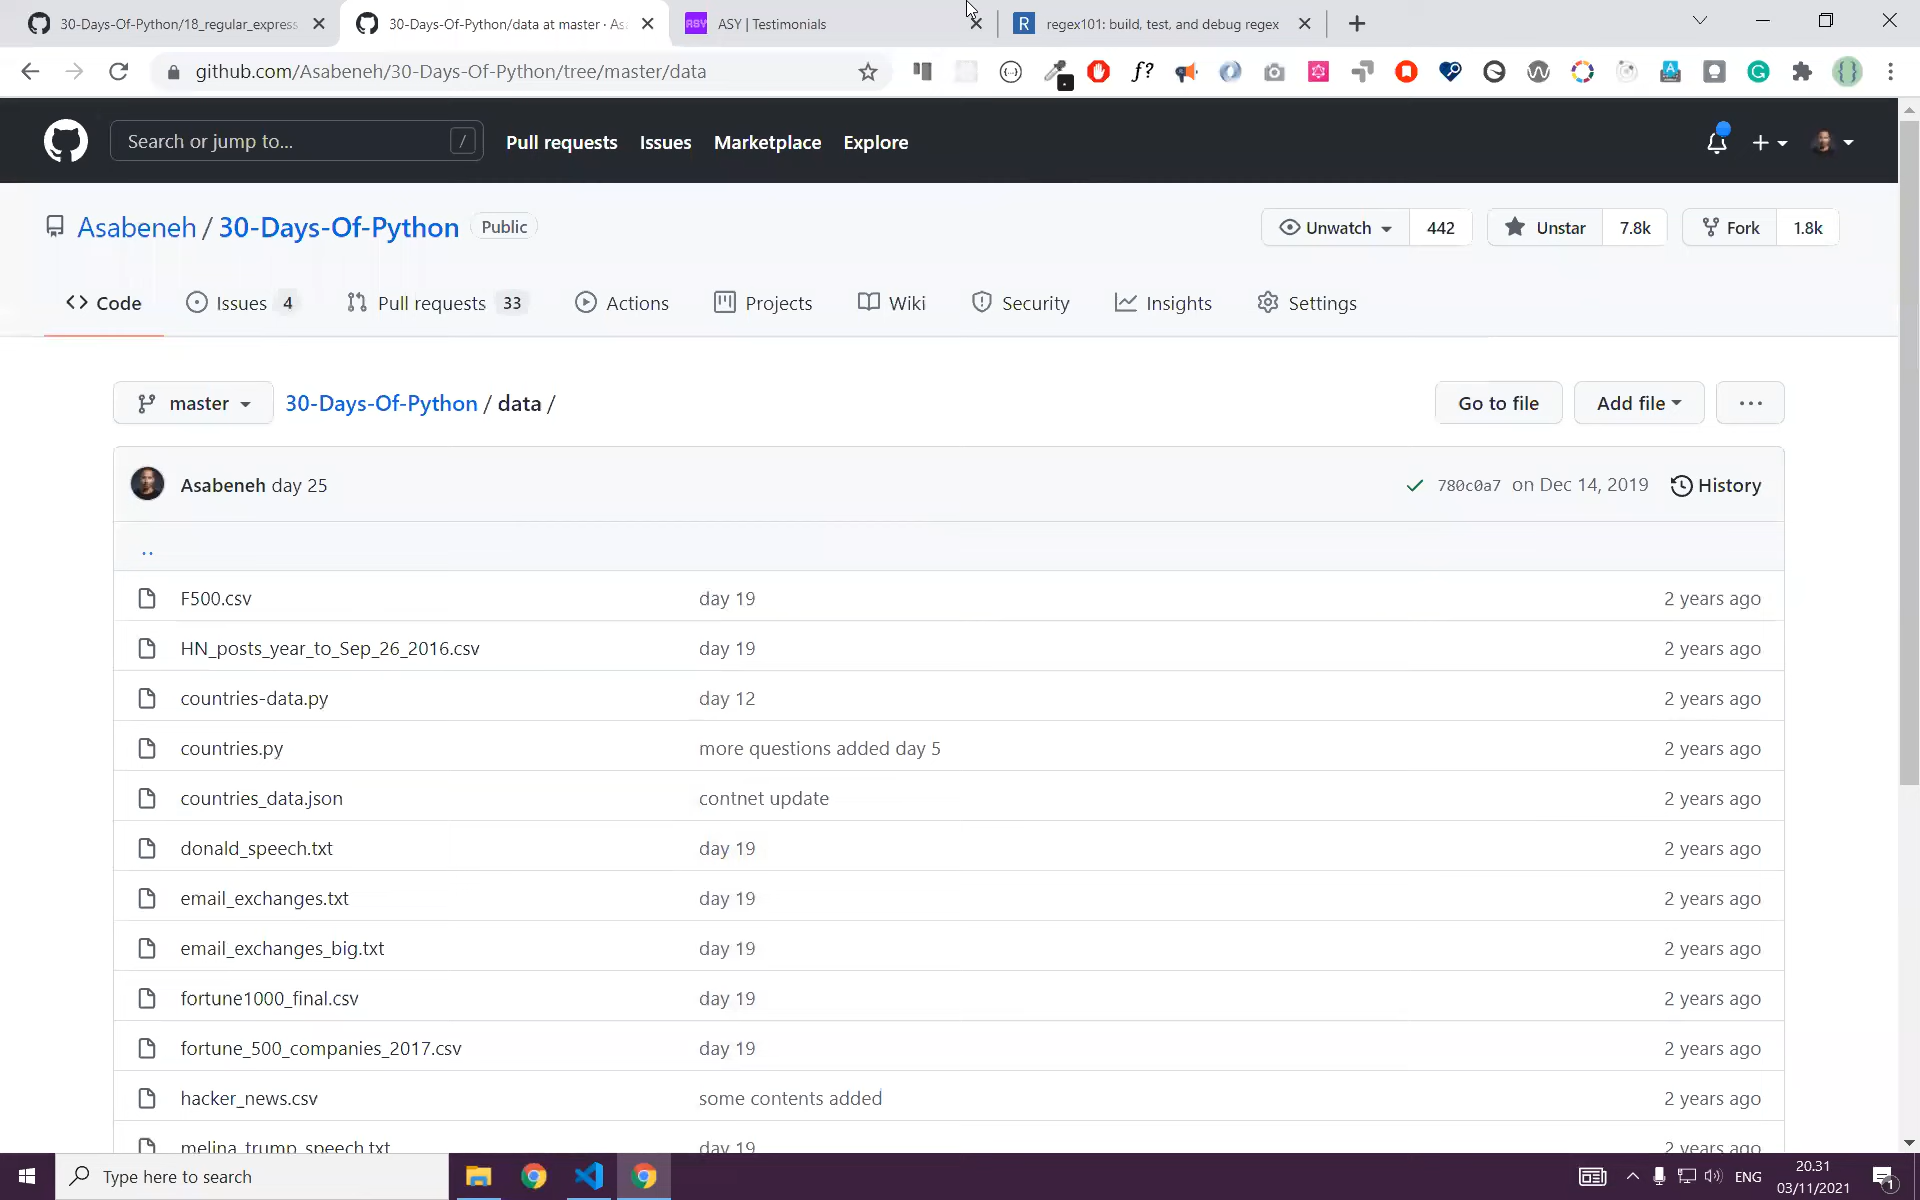 30-Days-Of-Python/18_regular_express
30-Days-Of-Python/data at master · Asa
ASY | Testimonials
regex101: build, test, and debug regex
github.com/Asabeneh/30-Days-Of-Python/tree/master/data
Search or jump to...
/
Pull requests
Issues
Marketplace
Explore
Asabeneh / 30-Days-Of-Python
Public
Unwatch
442
Unstar
7.8k
Fork
1.8k
Code
Issues 4
Pull requests 33
Actions
Projects
Wiki
Security
Insights
Settings
master
30-Days-Of-Python / data /
Go to file
Add file
...
Asabeneh day 25
780c0a7 on Dec 14, 2019
History
..
F500.csv day 19 2 years ago
HN_posts_year_to_Sep_26_2016.csv day 19 2 years ago
countries-data.py day 12 2 years ago
countries.py more questions added day 5 2 years ago
countries_data.json contnet update 2 years ago
donald_speech.txt day 19 2 years ago
email_exchanges.txt day 19 2 years ago
email_exchanges_big.txt day 19 2 years ago
fortune1000_final.csv day 19 2 years ago
fortune_500_companies_2017.csv day 19 2 years ago
hacker_news.csv some contents added 2 years ago
melina_trump_speech.txt day 19 2 years ago
Type here to search
ENG
20.31
03/11/2021
1